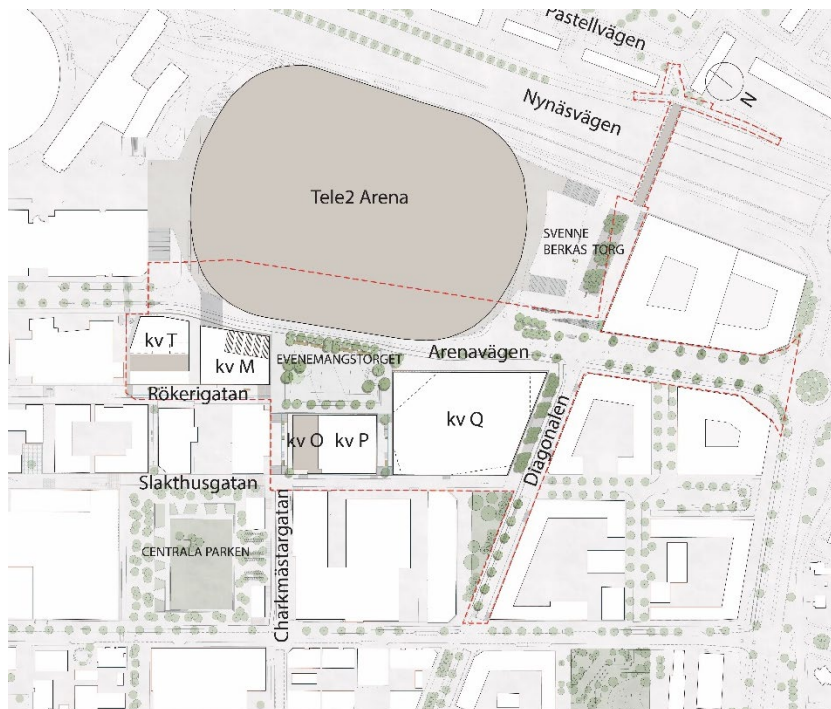 Pastellvägen
Nynäsvägen
N
Tele2 Arena
SVENNE
BERKAS TORG
kv T
kv M
EVENEMANGSTORGET
Arenavägen
Rökerigatan
kv O
kv P
kv Q
Diagonalen
Slakthusgatan
CENTRALA PARKEN
Charkmästargatan